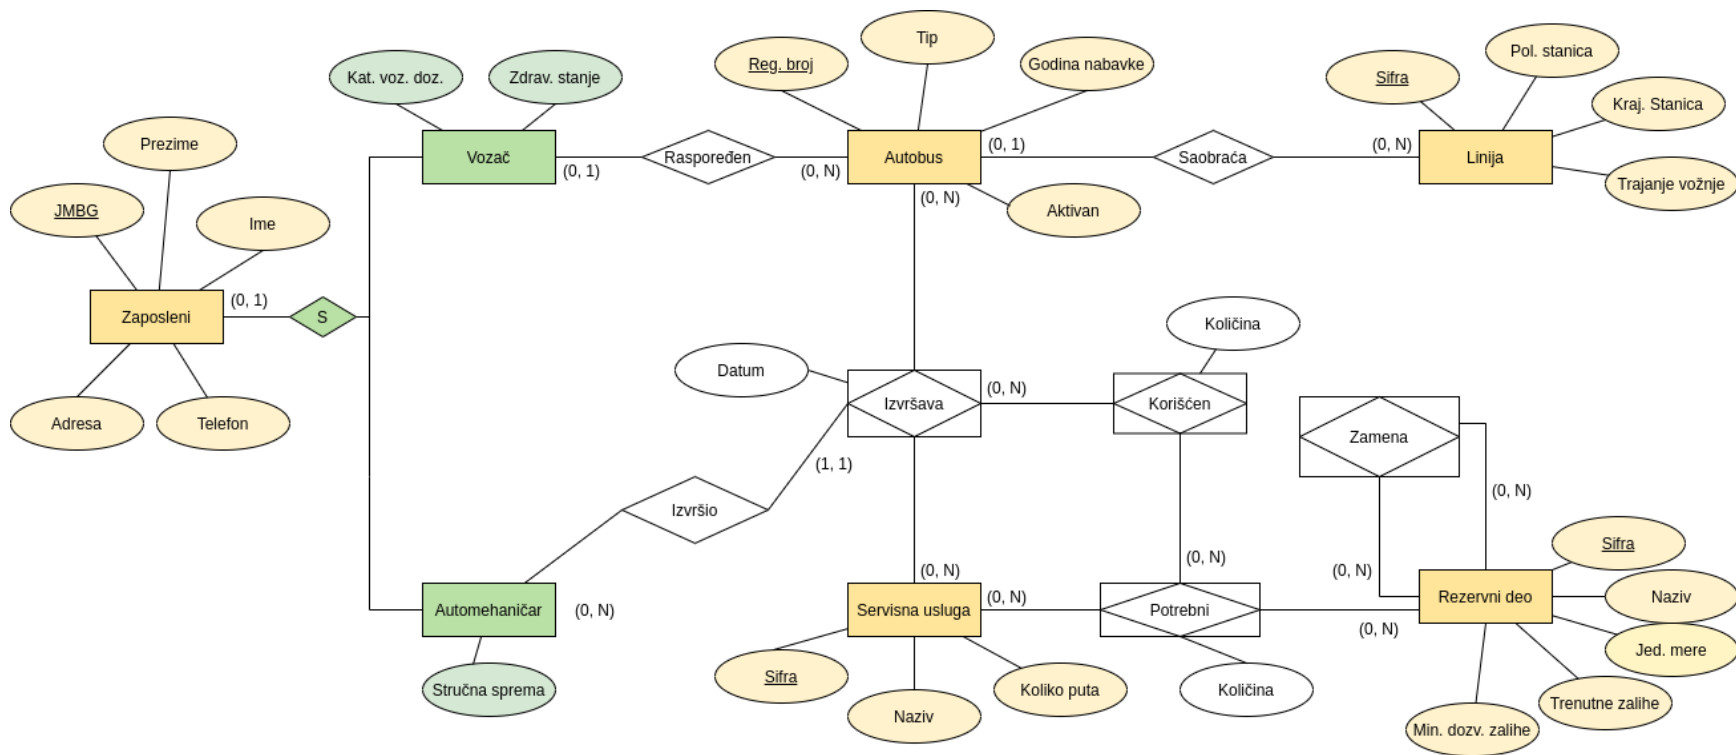 Tip
Reg. broj
Godina nabavke
Pol. stanica
Kat. voz. doz.
Zdrav. stanje
Sifra
Kraj. Stanica
Prezime
Vozač
(0, 1)
Raspoređen
(0, N)
Autobus
(0, 1)
Saobraća
(0, N)
Linija
Trajanje vožnje
(0, N)
Aktivan
JMBG
Ime
(0, 1)
Zaposleni
S
Količina
Datum
Izvršava
(0, N)
Korišćen
Adresa
Telefon
Zamena
(1, 1)
(0, N)
Izvršio
Sifra
(0, N)
(0, N)
(0, N)
Automehaničar
(0, N)
Servisna usluga
(0, N)
Potrebni
(0, N)
Rezervni deo
Naziv
Jed. mere
Sifra
Stručna sprema
Koliko puta
Količina
Trenutne zalihe
Naziv
Min. dozv. zalihe